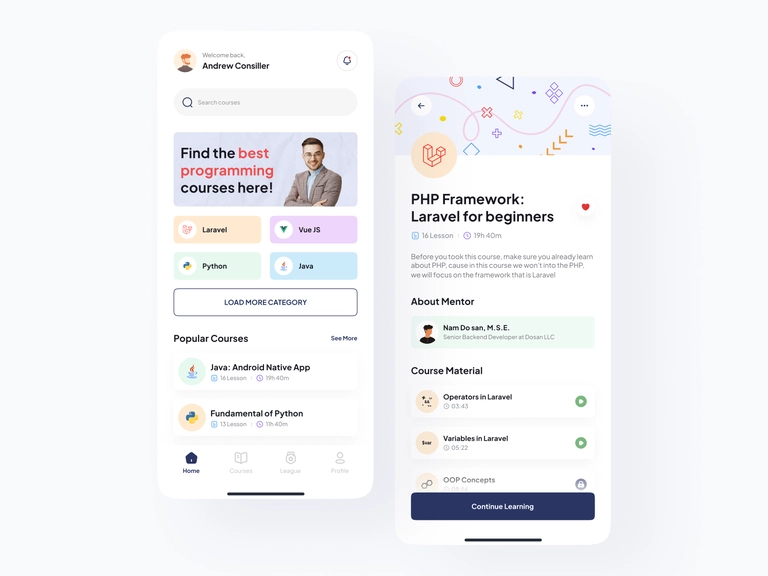 Welcome back,
Andrew Consiller
Search courses
Find the best
programming
courses here!
Laravel
Vue JS
Python
Java
LOAD MORE CATEGORY
Popular Courses
See More
Java: Android Native App
16 Lesson
19h 40m
Fundamental of Python
13 Lesson
11h 40m
Home
Courses
League
Profile
PHP Framework:
Laravel for beginners
16 Lesson
19h 40m
Before you took this course, make sure you already learn
about PHP, cause in this course we won't into the PHP,
we will focus on the framework that is Laravel
About Mentor
Nam Do san, M.S.E.
Senior Backend Developer at Dosan LLC
Course Material
Operators in Laravel
03:43
$var
Variables in Laravel
05:22
OOP Concepts
Continue Learning